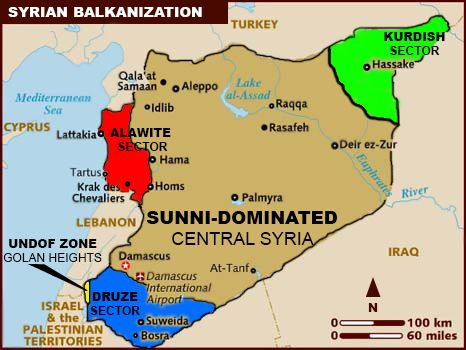 SYRIAN BALKANIZATION
TURKEY
KURDISH
SECTOR
Hassake
Qala'at
Samaan
Aleppo
Lake
al-Assad
Mediterranean
Sea
Idlib
Raqqa
CYPRUS
Rasafeh
Lattakia
ALAWITE
SECTOR
Deir ez-Zur
Hama
Tartus
Euphrates
River
Krak des
Chevaliers
Homs
Palmyra
LEBANON
SUNNI-DOMINATED
CENTRAL SYRIA
UNDOF ZONE
GOLAN HEIGHTS
IRAQ
Damascus
At-Tanf
Damascus
International
Airport
DRUZE
SECTOR
N
ISRAEL
& the
PALESTINIAN
TERRITORIES
Suweida
Bosra
JORDAN
0
100 km
0
60 miles